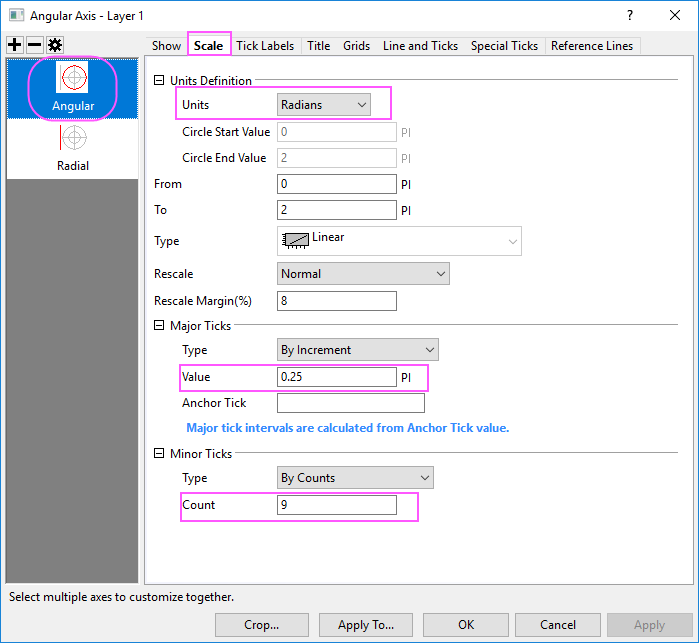 Angular Axis - Layer 1
?
Show Scale Tick Labels Title Grids Line and Ticks Special Ticks Reference Lines
Angular
Radial
Units Definition
Units Radians
Circle Start Value 0 PI
Circle End Value 2 PI
From 0 PI
To 2 PI
Type Linear
Rescale Normal
Rescale Margin(%) 8
Major Ticks
Type By Increment
Value 0.25 PI
Anchor Tick
Major tick intervals are calculated from Anchor Tick value.
Minor Ticks
Type By Counts
Count 9
Select multiple axes to customize together.
Crop... Apply To... OK Cancel Apply